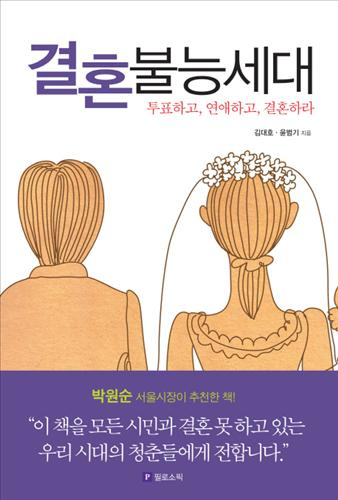 결혼불능세대
투표하고, 연애하고, 결혼하라
김대호 · 윤범기 지음
박원순 서울시장이 추천한 책!
“이 책을 모든 시민과 결혼 못 하고 있는
우리 시대의 청춘들에게 전합니다.”
P 필로소픽